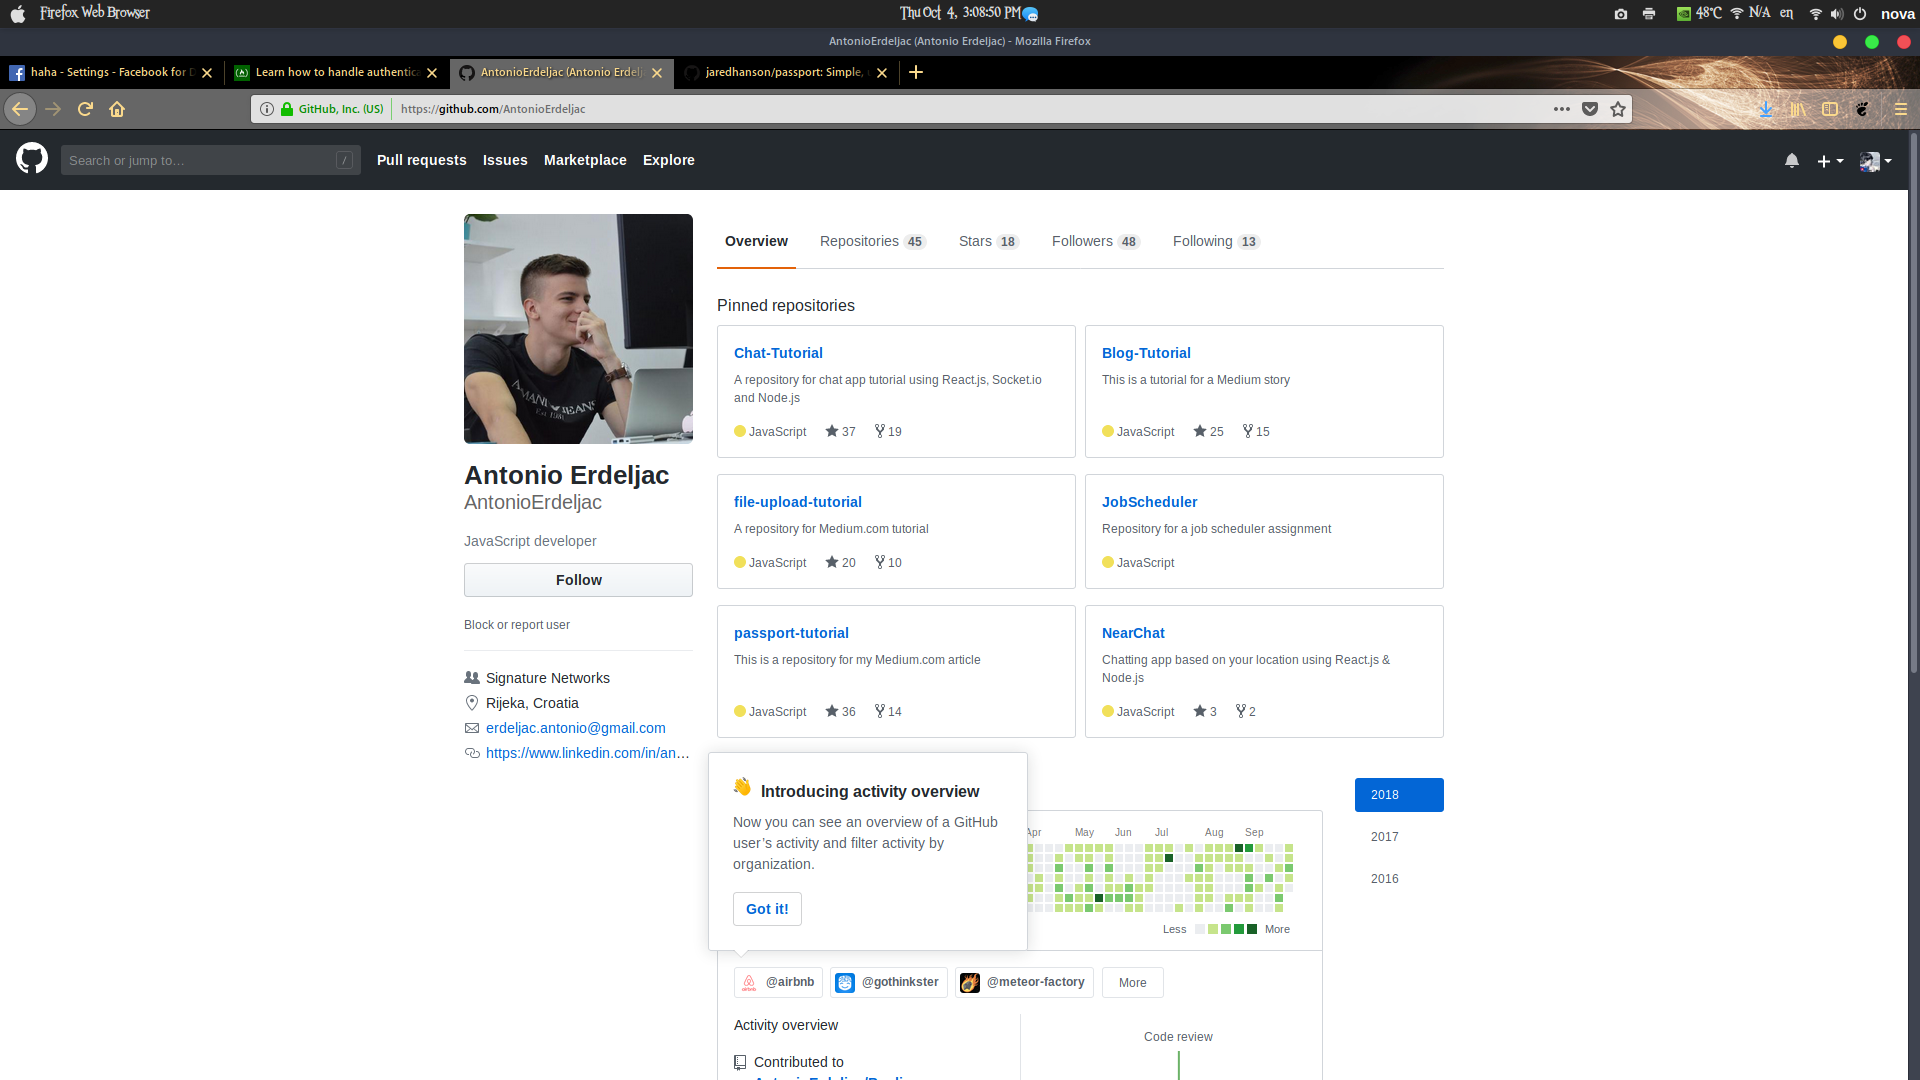 Firefox Web Browser
Thu Oct 4, 3:08:50 PM
48°C N/A en nova
AntonioErdeljac (Antonio Erdeljac) - Mozilla Firefox
haha - Settings - Facebook for D
Learn how to handle authentica
AntonioErdeljac (Antonio Erdelj
jaredhanson/passport: Simple,
GitHub, Inc. (US)
https://github.com/AntonioErdeljac
Search or jump to…
/
Pull requests
Issues
Marketplace
Explore
Overview
Repositories 45
Stars 18
Followers 48
Following 13
Antonio Erdeljac
AntonioErdeljac
JavaScript developer
Follow
Block or report user
Signature Networks
Rijeka, Croatia
erdeljac.antonio@gmail.com
https://www.linkedin.com/in/an…
Pinned repositories
Chat-Tutorial
A repository for chat app tutorial using React.js, Socket.io
and Node.js
JavaScript 37 19
Blog-Tutorial
This is a tutorial for a Medium story
JavaScript 25 15
file-upload-tutorial
A repository for Medium.com tutorial
JavaScript 20 10
JobScheduler
Repository for a job scheduler assignment
JavaScript
passport-tutorial
This is a repository for my Medium.com article
JavaScript 36 14
NearChat
Chatting app based on your location using React.js &
Node.js
JavaScript 3 2
Introducing activity overview
Now you can see an overview of a GitHub
user’s activity and filter activity by
organization.
Got it!
Apr May Jun Jul Aug Sep
Less More
2018
2017
2016
@airbnb
@gothinkster
@meteor-factory
More
Activity overview
Contributed to
Code review